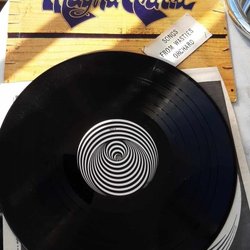 Magna Carta
SONGS
FROM WASTIES
ORCHARD